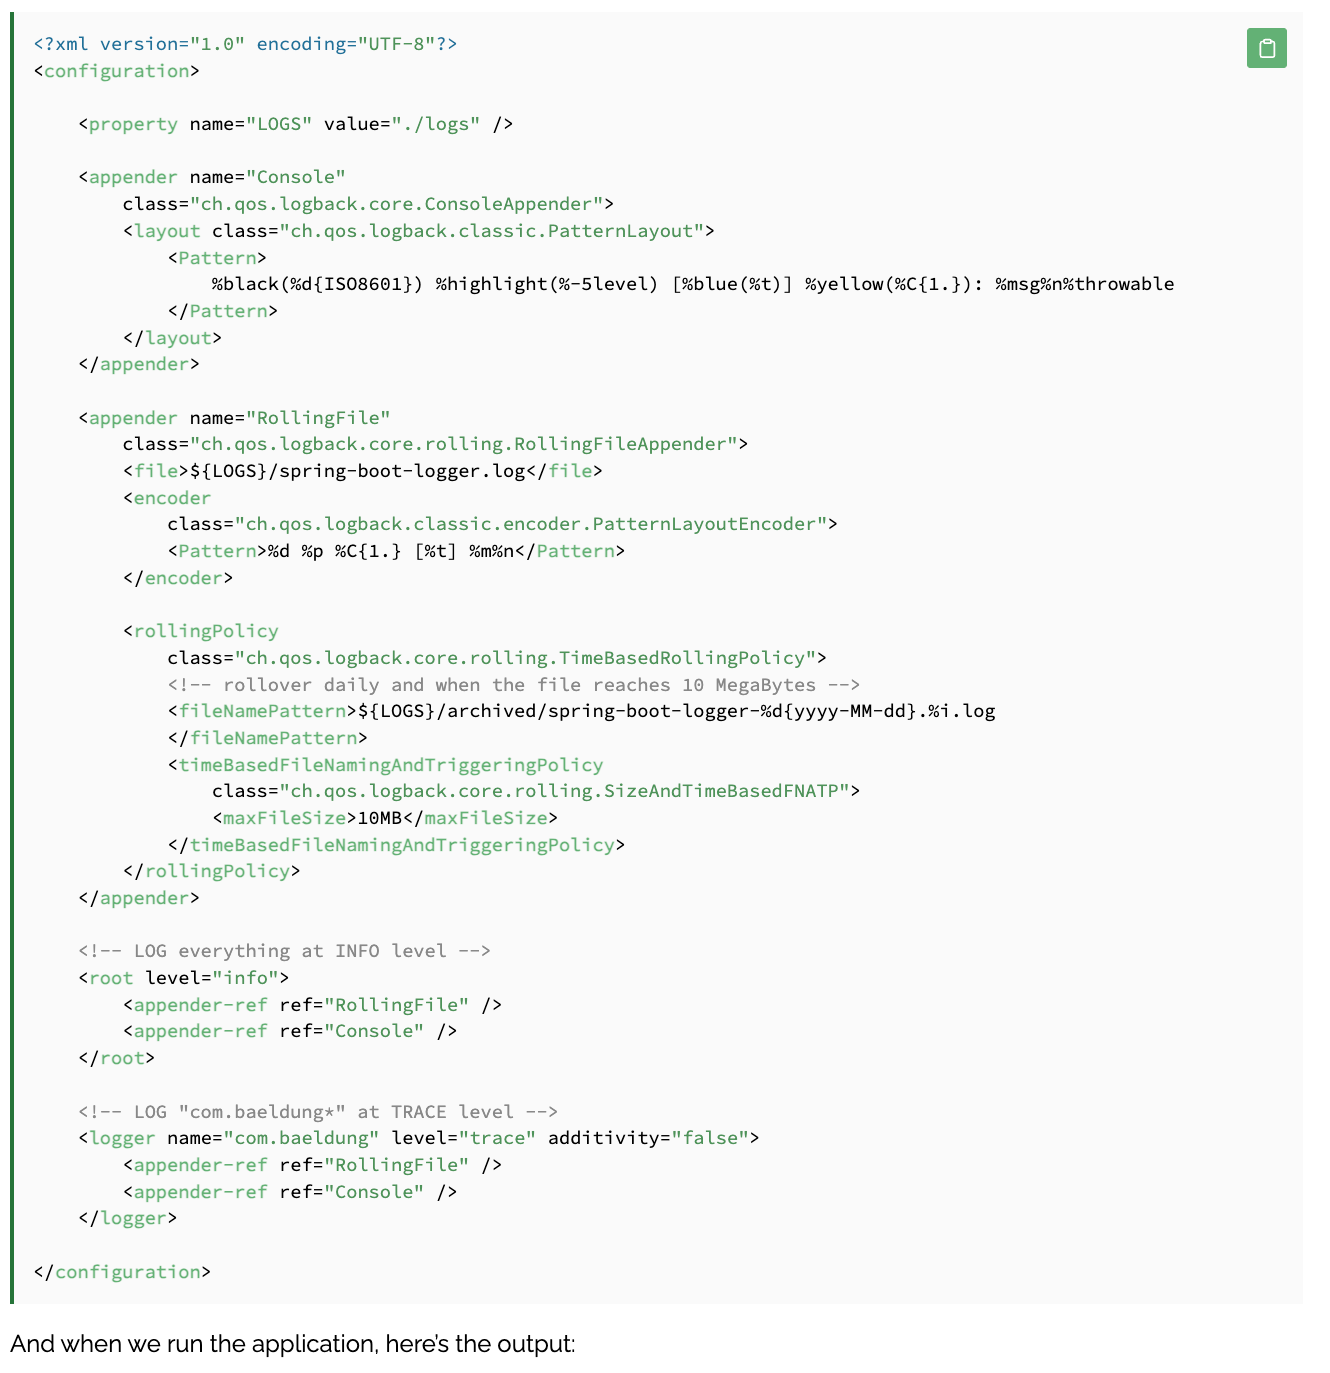 <?xml version="1.0" encoding="UTF-8"?>
<configuration>

    <property name="LOGS" value="./logs" />

    <appender name="Console"
        class="ch.qos.logback.core.ConsoleAppender">
        <layout class="ch.qos.logback.classic.PatternLayout">
            <Pattern>
                %black(%d{ISO8601}) %highlight(%-5level) [%blue(%t)] %yellow(%C{1.}): %msg%n%throwable
            </Pattern>
        </layout>
    </appender>

    <appender name="RollingFile"
        class="ch.qos.logback.core.rolling.RollingFileAppender">
        <file>${LOGS}/spring-boot-logger.log</file>
        <encoder
            class="ch.qos.logback.classic.encoder.PatternLayoutEncoder">
            <Pattern>%d %p %C{1.} [%t] %m%n</Pattern>
        </encoder>

        <rollingPolicy
            class="ch.qos.logback.core.rolling.TimeBasedRollingPolicy">
            <!-- rollover daily and when the file reaches 10 MegaBytes -->
            <fileNamePattern>${LOGS}/archived/spring-boot-logger-%d{yyyy-MM-dd}.%i.log
            </fileNamePattern>
            <timeBasedFileNamingAndTriggeringPolicy
                class="ch.qos.logback.core.rolling.SizeAndTimeBasedFNATP">
                <maxFileSize>10MB</maxFileSize>
            </timeBasedFileNamingAndTriggeringPolicy>
        </rollingPolicy>
    </appender>

    <!-- LOG everything at INFO level -->
    <root level="info">
        <appender-ref ref="RollingFile" />
        <appender-ref ref="Console" />
    </root>

    <!-- LOG "com.baeldung*" at TRACE level -->
    <logger name="com.baeldung" level="trace" additivity="false">
        <appender-ref ref="RollingFile" />
        <appender-ref ref="Console" />
    </logger>

</configuration>

And when we run the application, here’s the output: